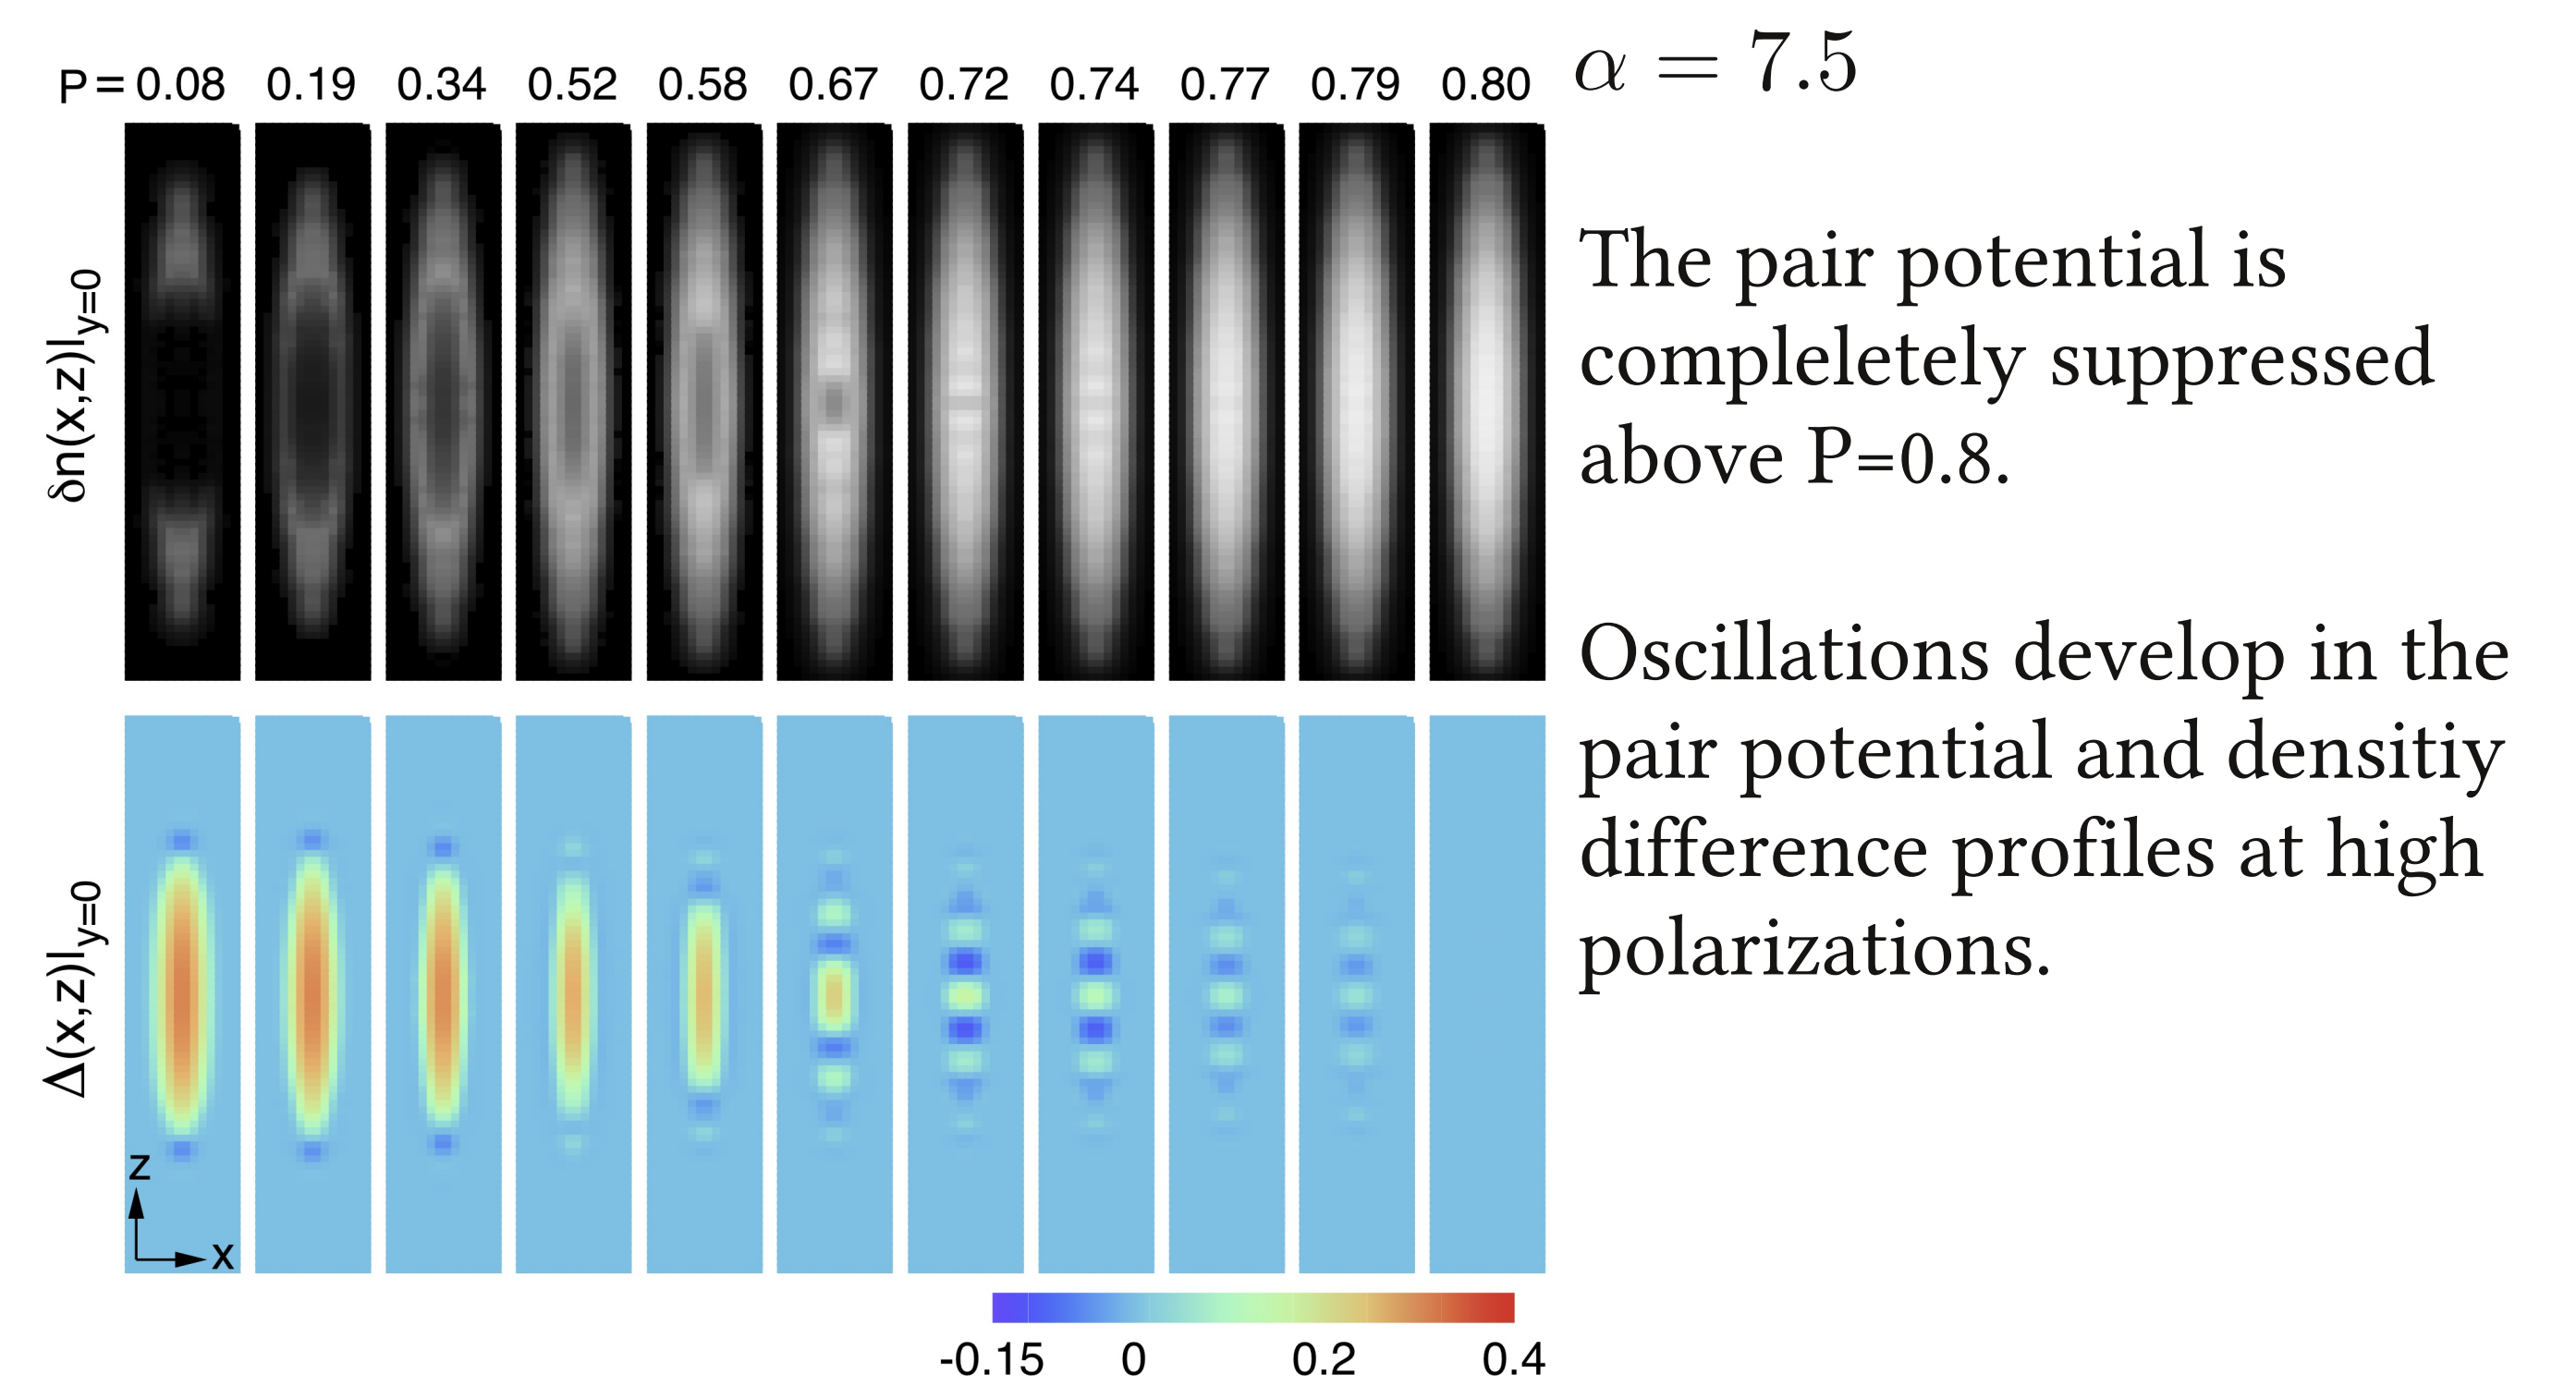 P = 0.08 0.19 0.34 0.52 0.58 0.67 0.72 0.74 0.77 0.79 0.80
α = 7.5
δn(x,z)|y=0
The pair potential is
compleletely suppressed
above P=0.8.
Oscillations develop in the
pair potential and densitiy
difference profiles at high
polarizations.
Δ(x,z)|y=0
z
x
-0.15 0 0.2 0.4